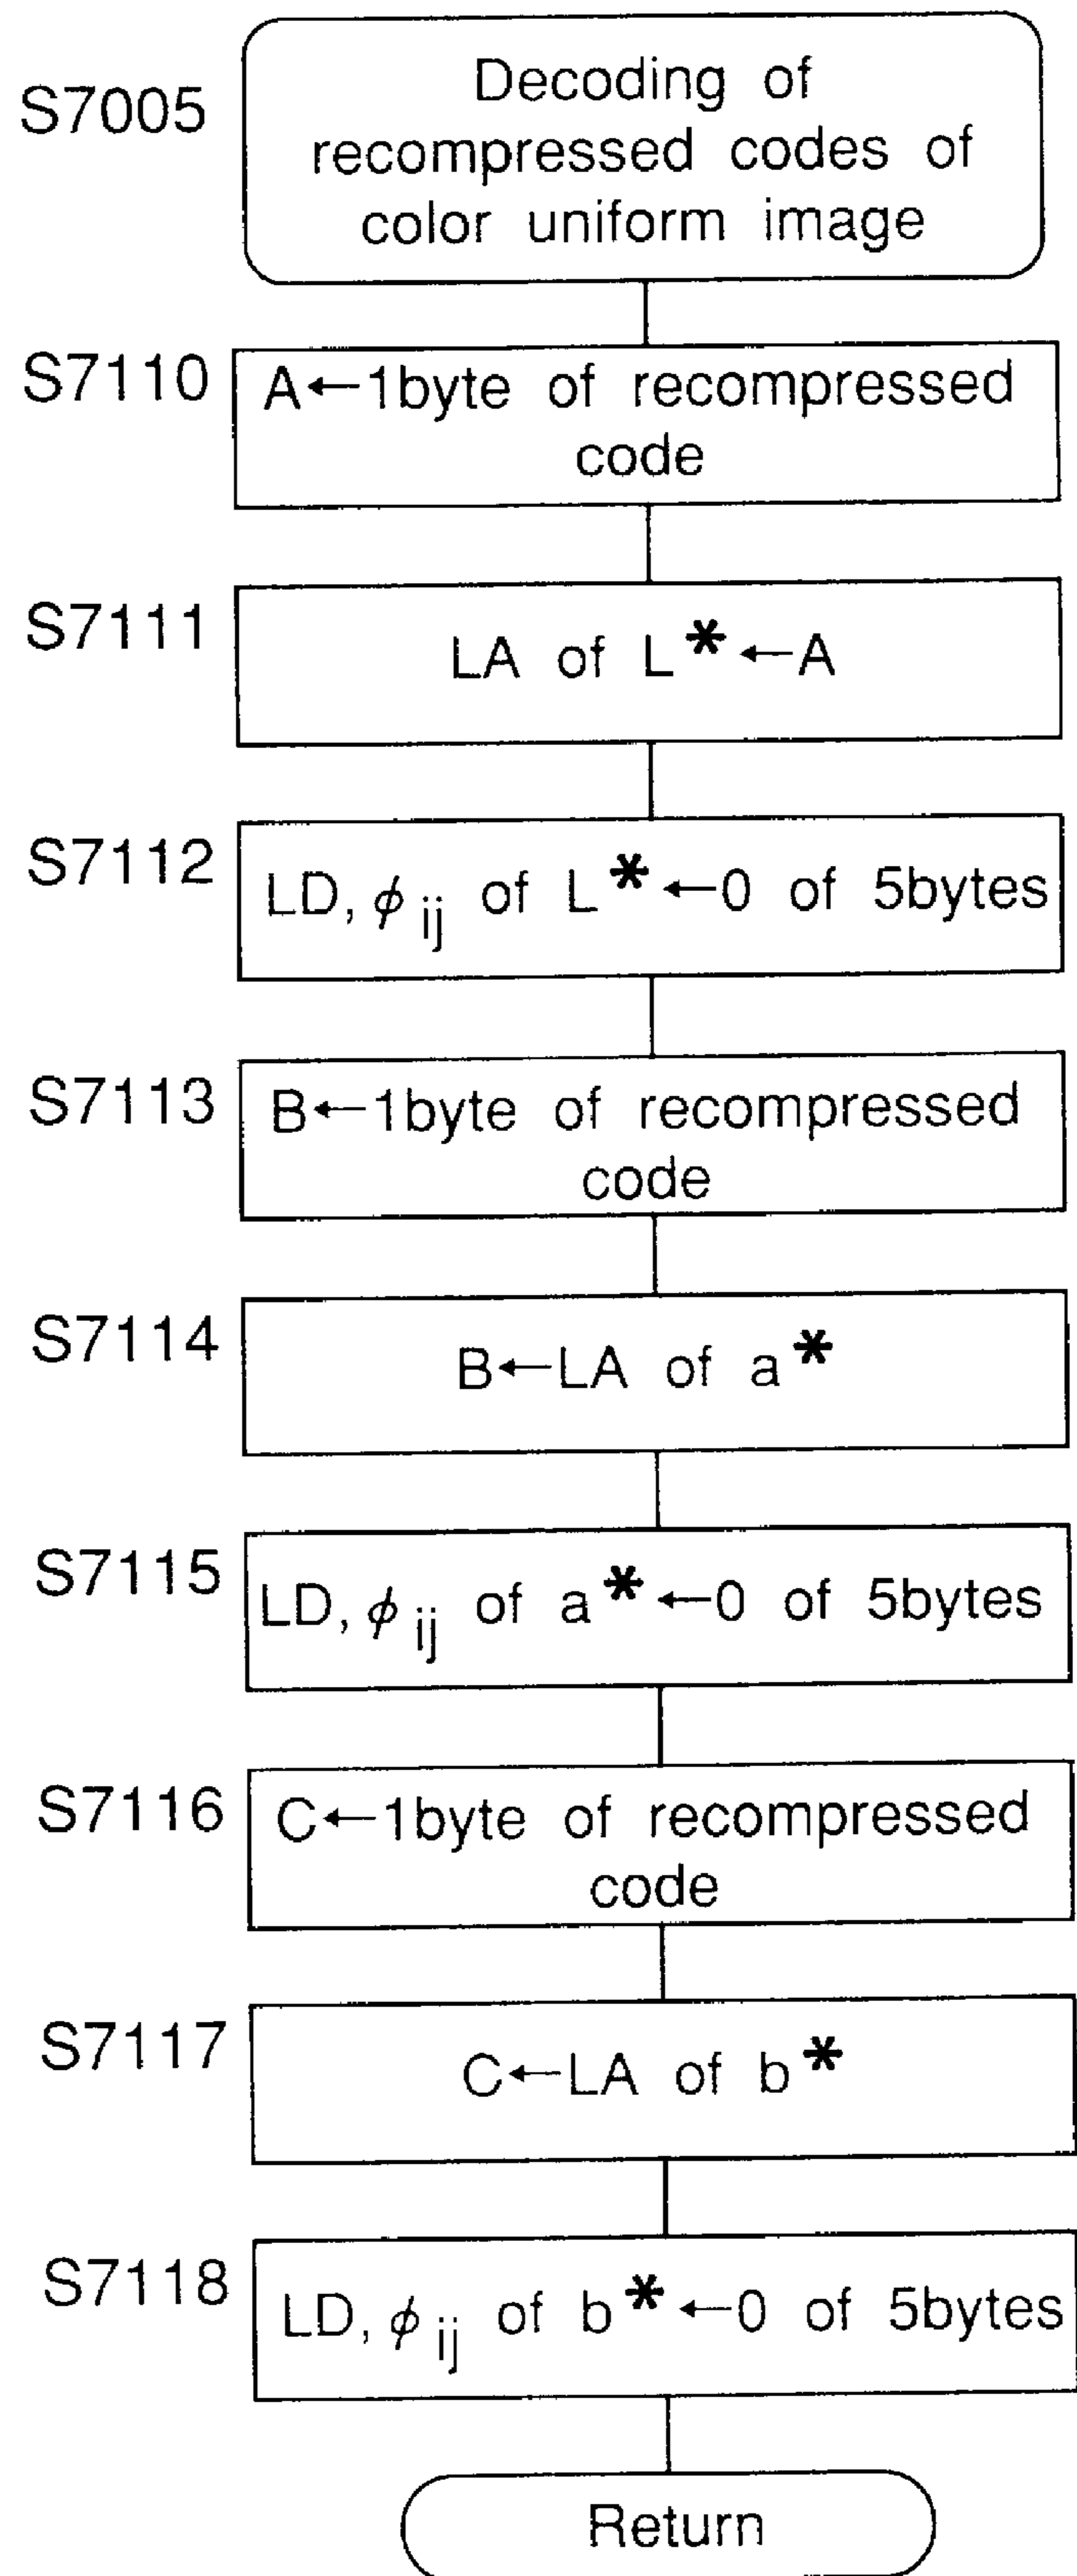 S7005
Decoding of
recompressed codes of
color uniform image
S7110
A←1byte of recompressed
code
S7111
LA of L*←A
S7112
LD, ϕij of L*←0 of 5bytes
S7113
B←1byte of recompressed
code
S7114
B←LA of a*
S7115
LD, ϕij of a*←0 of 5bytes
S7116
C←1byte of recompressed
code
S7117
C←LA of b*
S7118
LD, ϕij of b*←0 of 5bytes
Return